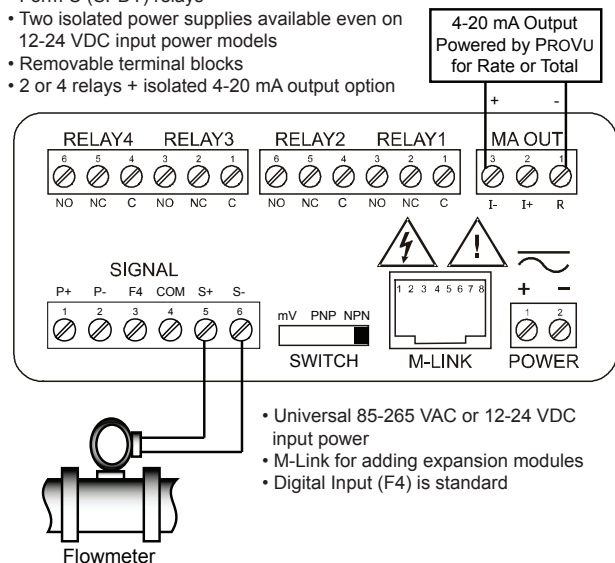 • Two isolated power supplies available even on
12-24 VDC input power models
• Removable terminal blocks
• 2 or 4 relays + isolated 4-20 mA output option
4-20 mA Output
Powered by PROVU
for Rate or Total
+ -
RELAY4 RELAY3 RELAY2 RELAY1 MA OUT
6 5 4 3 2 1 6 5 4 3 2 1 3 2 1
NO NC C NO NC C NO NC C NO NC C I- I+ R
SIGNAL
P+ P- F4 COM S+ S-
1 2 3 4 5 6
mV PNP NPN
SWITCH
!
1 2 3 4 5 6 7 8
M-LINK
+ -
1 2
POWER
• Universal 85-265 VAC or 12-24 VDC
input power
• M-Link for adding expansion modules
• Digital Input (F4) is standard
Flowmeter